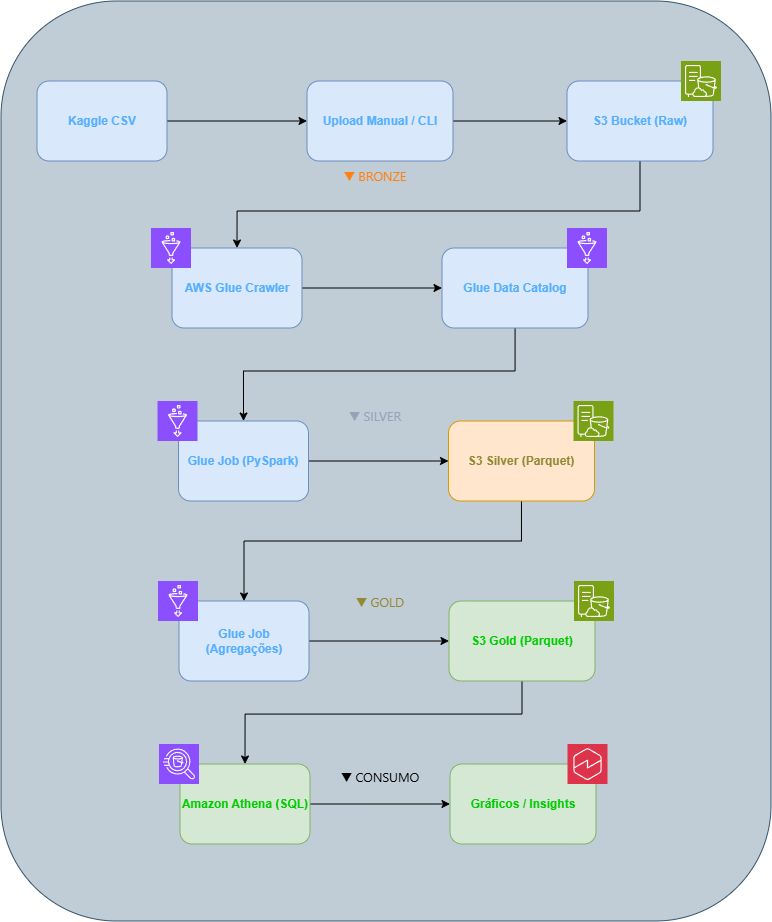 Kaggle CSV
Upload Manual / CLI
S3 Bucket (Raw)
▼ BRONZE
AWS Glue Crawler
Glue Data Catalog
▼ SILVER
Glue Job (PySpark)
S3 Silver (Parquet)
▼ GOLD
Glue Job
(Agregações)
S3 Gold (Parquet)
▼ CONSUMO
Amazon Athena (SQL)
Gráficos / Insights